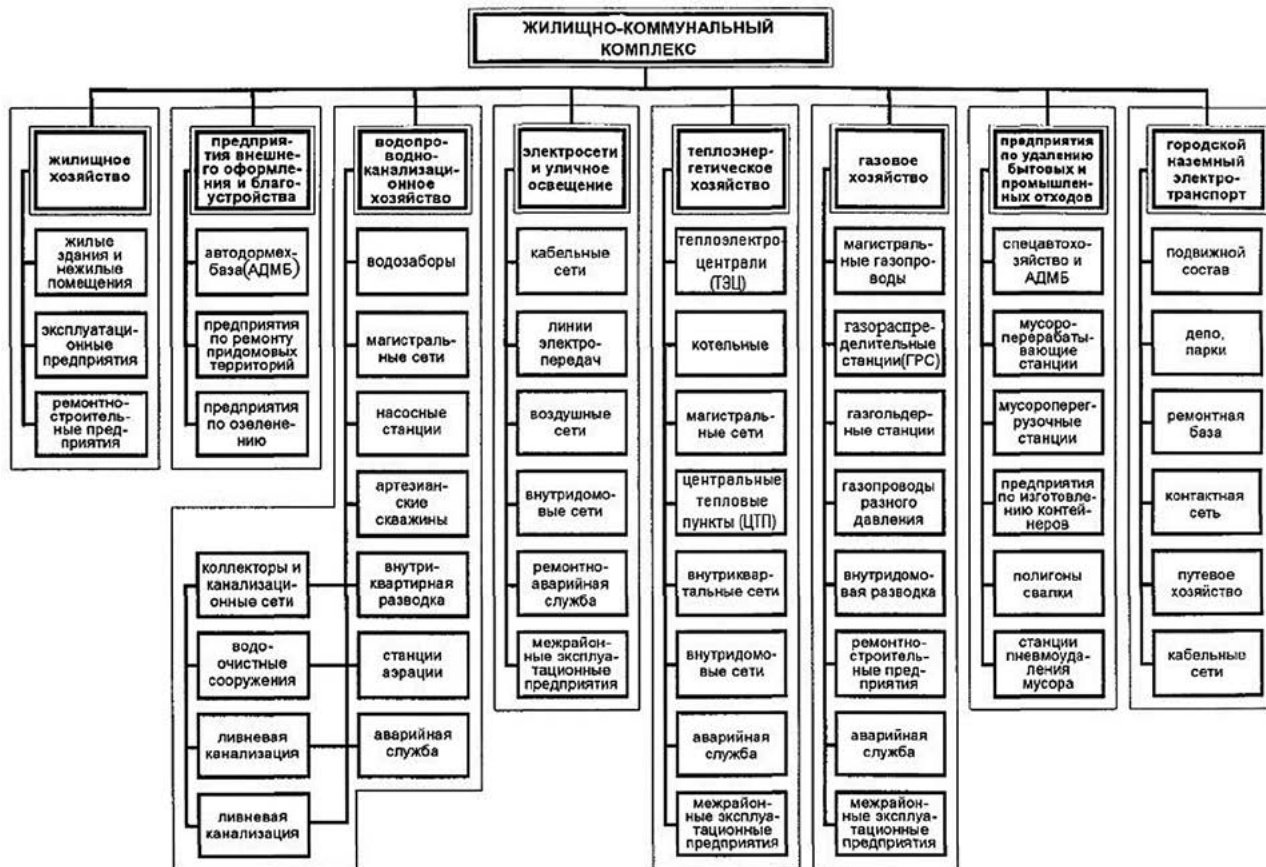 ЖИЛИЩНО-КОММУНАЛЬНЫЙ
КОМПЛЕКС
жилищное
хозяйство
жилые
здания и
нежилые
помещения
эксплуатаци-
онные
предприятия
ремонтно-
строитель-
ные пред-
приятия
предприя-
тия внешне-
го оформле-
ния и благо-
устройства
автодормех-
база(АДМБ)
предприятия
по ремонту
придомовых
территорий
предприятия
по озелене-
нию
водопро-
водно-
канализаци-
онное
хозяйство
водозаборы
магистраль-
ные сети
насосные
станции
артезиан-
ские
скважины
внутри-
квартирная
разводка
станции
аэрации
аварийная
служба
коллекторы и
канализаци-
онные сети
водо-
очистные
сооружения
ливневая
канализация
ливневая
канализация
электросети
и уличное
освещение
кабельные
сети
линии
электро-
передач
воздушные
сети
внутридомо-
вые сети
ремонтно-
аварийная
служба
межрайон-
ные эксплуа-
тационные
предприятия
теплоэнер-
гетическое
хозяйство
теплоэлектро-
централи
(ТЭЦ)
котельные
магистраль-
ные сети
центральные
тепловые
пункты (ЦТП)
внутриквар-
тальные сети
внутридомо-
вые сети
аварийная
служба
межрайон-
ные эксплу-
атационные
предприятия
газовое
хозяйство
магистраль-
ные газопро-
воды
газораспре-
делительные
станции(ГРС)
газгольдер-
ные станции
газопроводы
разного
давления
внутридомо-
вая разводка
ремонтно-
строитель-
ные пред-
приятия
аварийная
служба
межрайон-
ные эксплу-
атационные
предприятия
предприятия
по удалению
бытовых и
промышлен-
ных отходов
спецавтохо-
зяйство и
АДМБ
мусоро-
перерабаты-
вающие
станции
мусороперег-
рузочные
станции
предприятия
по изготовле-
нию контей-
неров
полигоны
свалки
станции
пневмоуда-
ления
мусора
городской
наземный
электро-
транспорт
подвижной
состав
депо,
парки
ремонтная
база
контактная
сеть
путевое
хозяйство
кабельные
сети